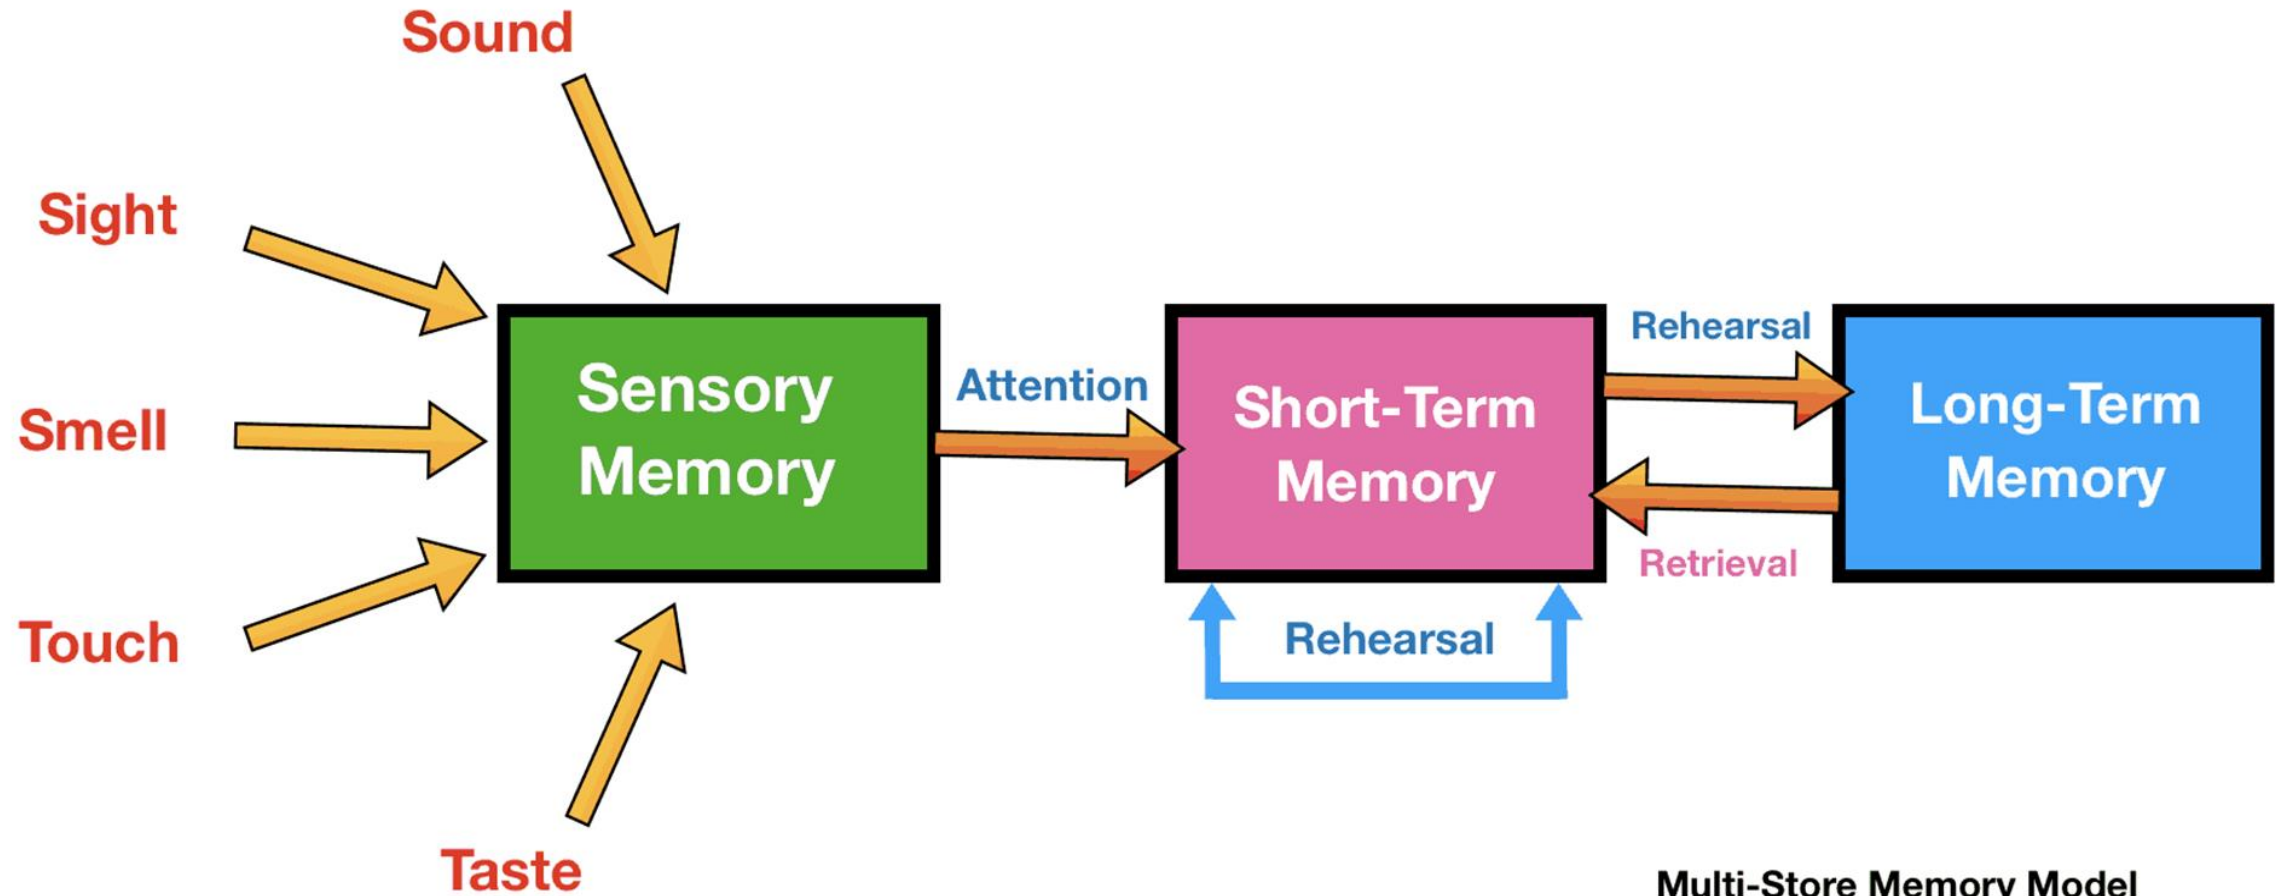 Sound
Sight
Smell
Touch
Taste
Sensory
Memory
Attention
Short-Term
Memory
Rehearsal
Rehearsal
Retrieval
Long-Term
Memory
Multi-Store Memory Model